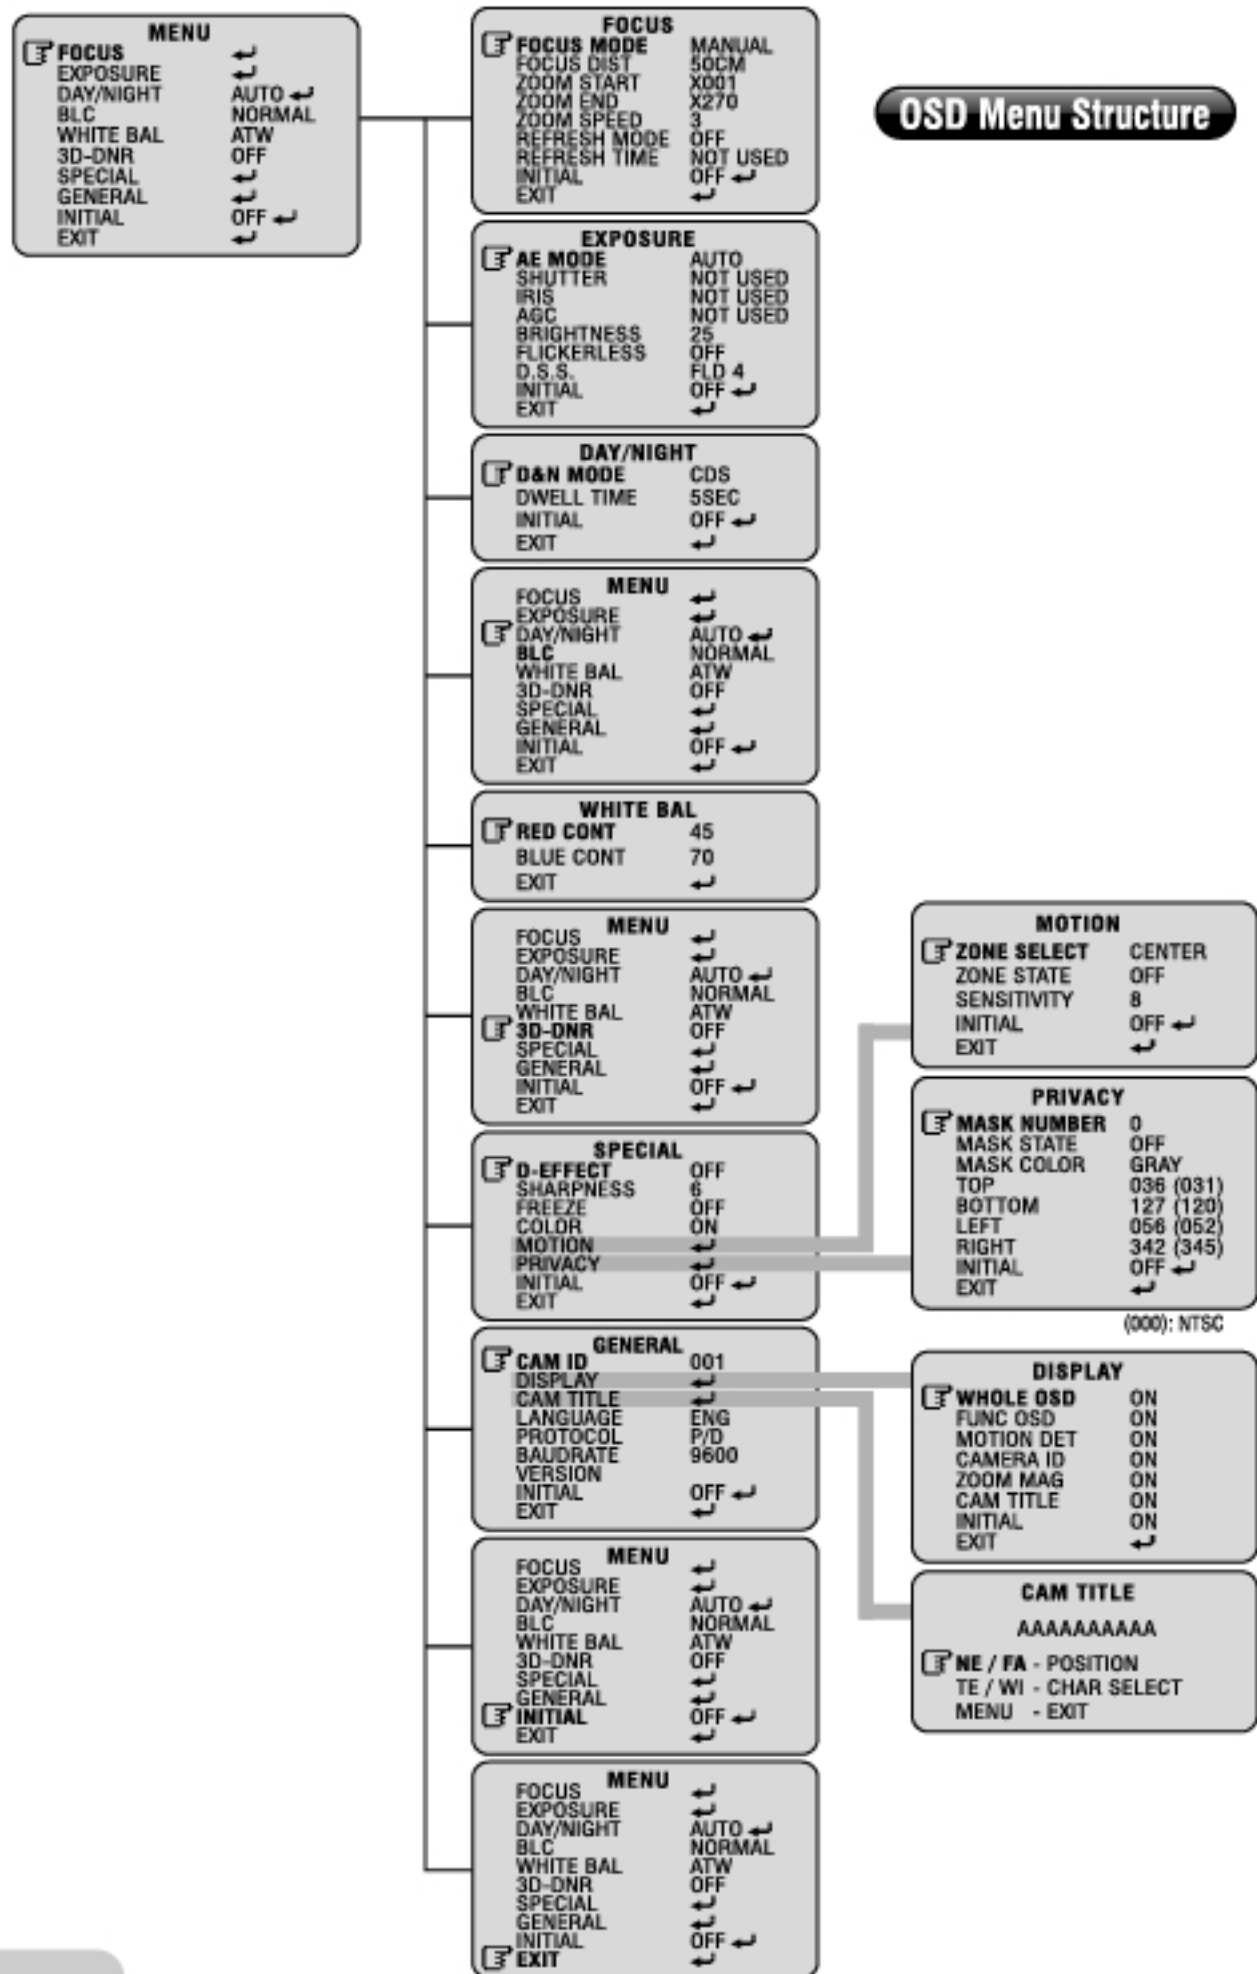 OSD Menu Structure
MENU
FOCUS
EXPOSURE
DAY/NIGHT AUTO
BLC NORMAL
WHITE BAL ATW
3D-DNR OFF
SPECIAL
GENERAL
INITIAL OFF
EXIT
FOCUS
FOCUS MODE MANUAL
FOCUS DIST 50CM
ZOOM START X001
ZOOM END X270
ZOOM SPEED 3
REFRESH MODE OFF
REFRESH TIME NOT USED
INITIAL OFF
EXIT
EXPOSURE
AE MODE AUTO
SHUTTER NOT USED
IRIS NOT USED
AGC NOT USED
BRIGHTNESS 25
FLICKERLESS OFF
D.S.S. FLD 4
INITIAL OFF
EXIT
DAY/NIGHT
D&N MODE CDS
DWELL TIME 5SEC
INITIAL OFF
EXIT
MENU
FOCUS
EXPOSURE
DAY/NIGHT AUTO
BLC NORMAL
WHITE BAL ATW
3D-DNR OFF
SPECIAL
GENERAL
INITIAL OFF
EXIT
WHITE BAL
RED CONT 45
BLUE CONT 70
EXIT
MENU
FOCUS
EXPOSURE
DAY/NIGHT AUTO
BLC NORMAL
WHITE BAL ATW
3D-DNR OFF
SPECIAL
GENERAL
INITIAL OFF
EXIT
SPECIAL
D-EFFECT OFF
SHARPNESS 6
FREEZE OFF
COLOR ON
MOTION
PRIVACY
INITIAL OFF
EXIT
MOTION
ZONE SELECT CENTER
ZONE STATE OFF
SENSITIVITY 8
INITIAL OFF
EXIT
PRIVACY
MASK NUMBER 0
MASK STATE OFF
MASK COLOR GRAY
TOP 036 (031)
BOTTOM 127 (120)
LEFT 056 (052)
RIGHT 342 (345)
INITIAL OFF
EXIT
(000): NTSC
GENERAL
CAM ID 001
DISPLAY
CAM TITLE
LANGUAGE ENG
PROTOCOL P/D
BAUDRATE 9600
VERSION
INITIAL OFF
EXIT
DISPLAY
WHOLE OSD ON
FUNC OSD ON
MOTION DET ON
CAMERA ID ON
ZOOM MAG ON
CAM TITLE ON
INITIAL ON
EXIT
CAM TITLE
AAAAAAAAAA
NE / FA - POSITION
TE / WI - CHAR SELECT
MENU - EXIT
MENU
FOCUS
EXPOSURE
DAY/NIGHT AUTO
BLC NORMAL
WHITE BAL ATW
3D-DNR OFF
SPECIAL
GENERAL
INITIAL OFF
EXIT
MENU
FOCUS
EXPOSURE
DAY/NIGHT AUTO
BLC NORMAL
WHITE BAL ATW
3D-DNR OFF
SPECIAL
GENERAL
INITIAL OFF
EXIT